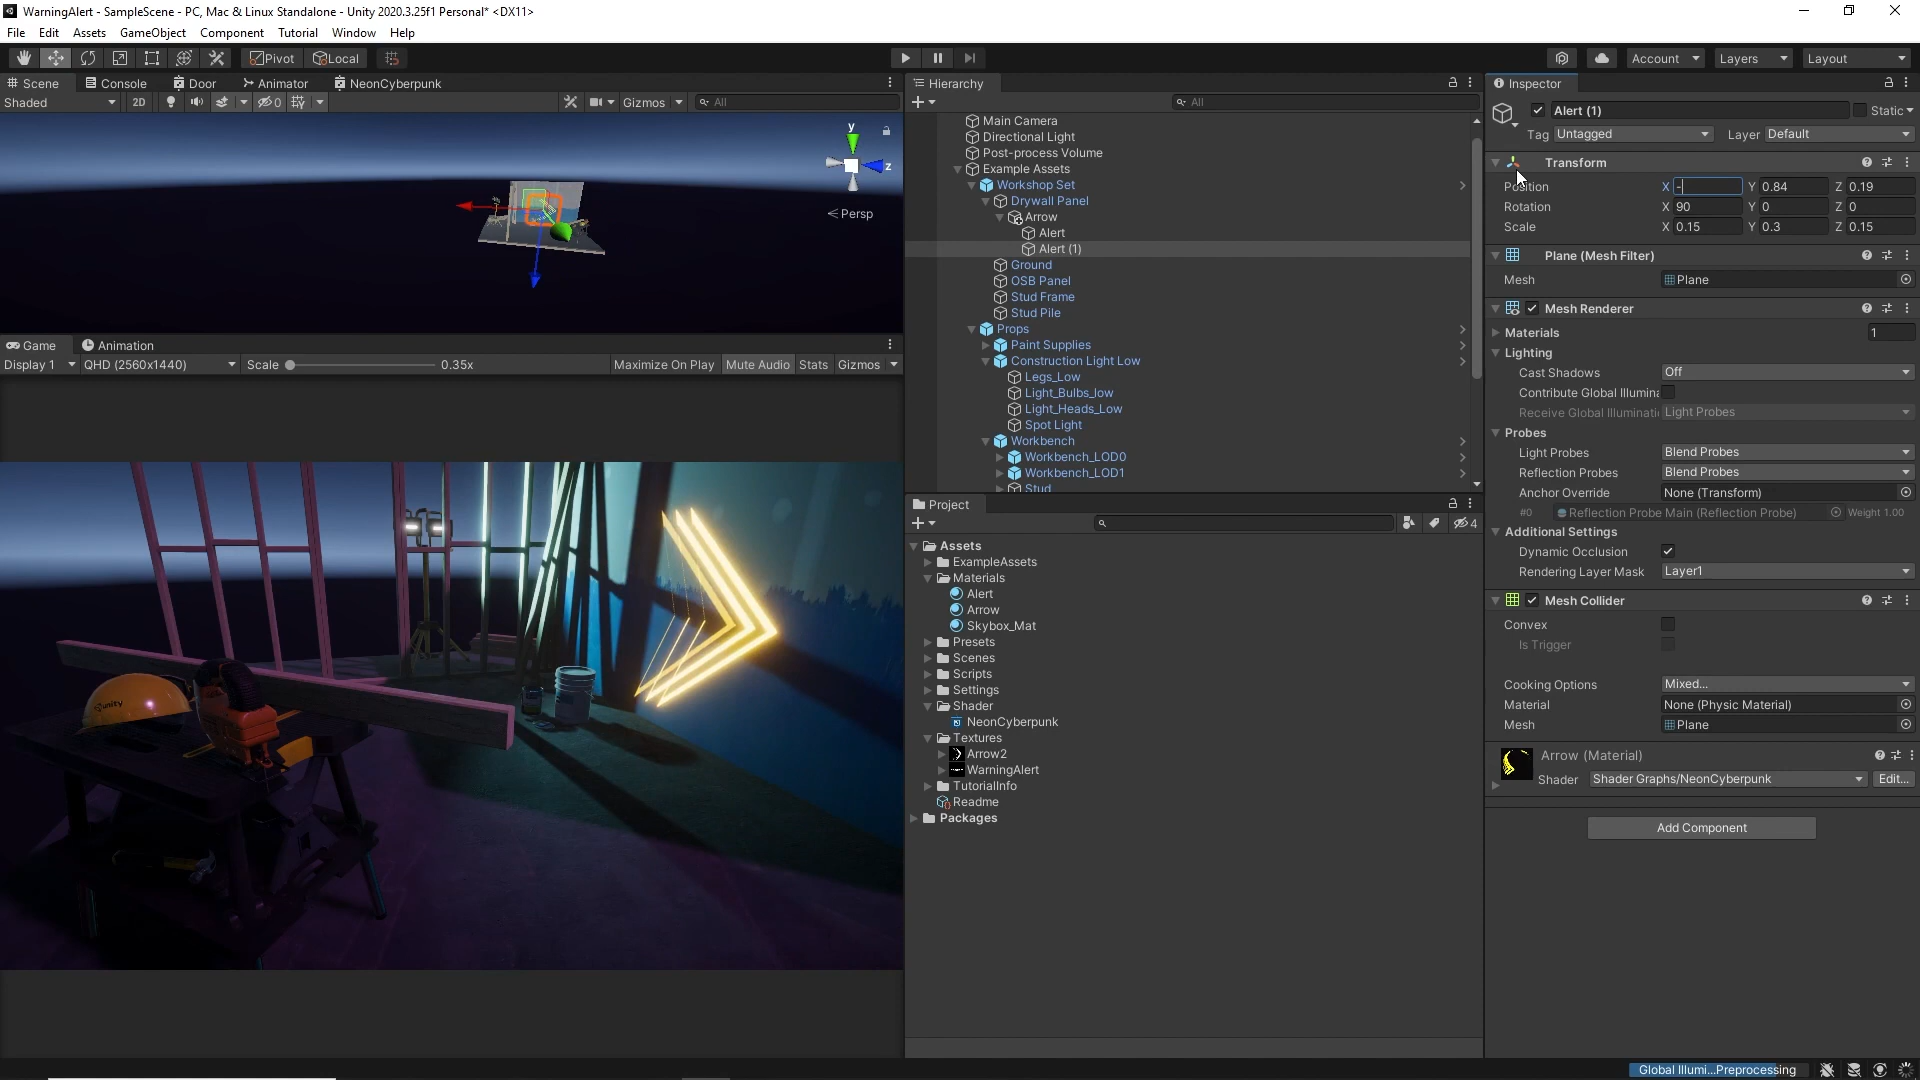 WarningAlert - SampleScene - PC, Mac & Linux Standalone - Unity 2020.3.25f1 Personal* <DX11>
File Edit Assets GameObject Component Tutorial Window Help
Pivot Local Account Layers Layout
Scene Console Door Animator NeonCyberpunk
Shaded 2D 0 Gizmos All
y
z
Persp
Game Animation
Display 1 QHD (2560x1440) Scale 0.35x Maximize On Play Mute Audio Stats Gizmos
unity
Hierarchy
All
Main Camera
Directional Light
Post-process Volume
Example Assets
Workshop Set
Drywall Panel
Arrow
Alert
Alert (1)
Ground
OSB Panel
Stud Frame
Stud Pile
Props
Paint Supplies
Construction Light Low
Legs_Low
Light_Bulbs_low
Light_Heads_Low
Spot Light
Workbench
Workbench_LOD0
Workbench_LOD1
Stud
Project
4
Assets
ExampleAssets
Materials
Alert
Arrow
Skybox_Mat
Presets
Scenes
Scripts
Settings
Shader
NeonCyberpunk
Textures
Arrow2
WarningAlert
TutorialInfo
Readme
Packages
Inspector
Alert (1) Static
Tag Untagged Layer Default
Transform
Position X - Y 0.84 Z 0.19
Rotation X 90 Y 0 Z 0
Scale X 0.15 Y 0.3 Z 0.15
Plane (Mesh Filter)
Mesh Plane
Mesh Renderer
Materials 1
Lighting
Cast Shadows Off
Contribute Global Illumina
Receive Global Illuminati Light Probes
Probes
Light Probes Blend Probes
Reflection Probes Blend Probes
Anchor Override None (Transform)
#0 Reflection Probe Main (Reflection Probe) Weight 1.00
Additional Settings
Dynamic Occlusion
Rendering Layer Mask Layer1
Mesh Collider
Convex
Is Trigger
Cooking Options Mixed...
Material None (Physic Material)
Mesh Plane
Arrow (Material)
Shader Shader Graphs/NeonCyberpunk Edit...
Add Component
Global Illumi...Preprocessing